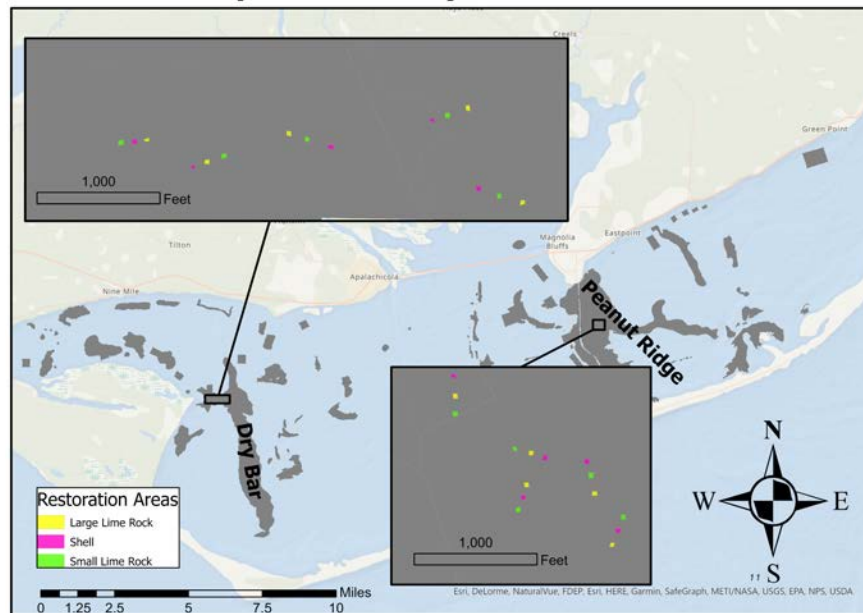 Creels
Green Point
1,000
Feet
Magnolia
Bluffs
Eastpoint
Tilton
Apalachicola
Nine Mile
Peanut Ridge
Dry Bar
Restoration Areas
Large Lime Rock
Shell
Small Lime Rock
1,000
Feet
N
W
E
S
11
Miles
0 1.25 2.5 5 7.5 10
Esri, DeLorme, NaturalVue, FDEP, Esri, HERE, Garmin, SafeGraph, METI/NASA, USGS, EPA, NPS, USDA